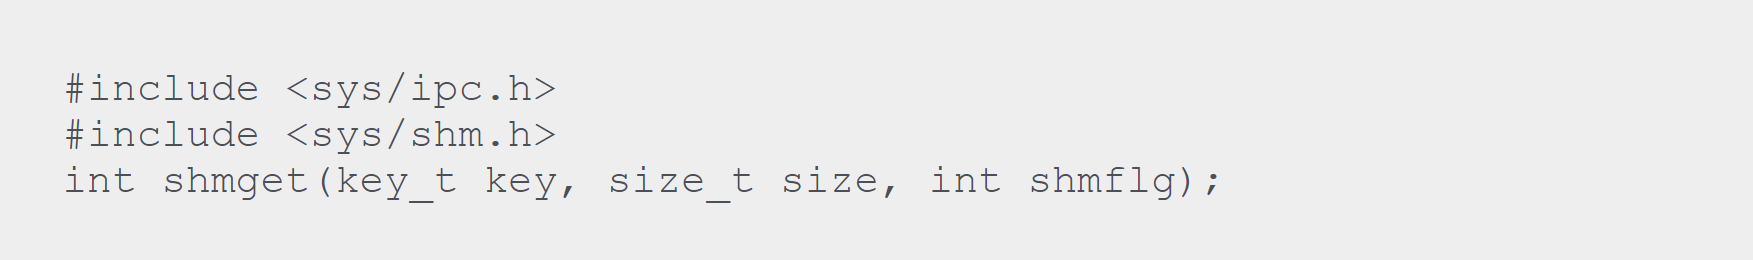 #include <sys/ipc.h>
#include <sys/shm.h>
int shmget(key_t key, size_t size, int shmflg);